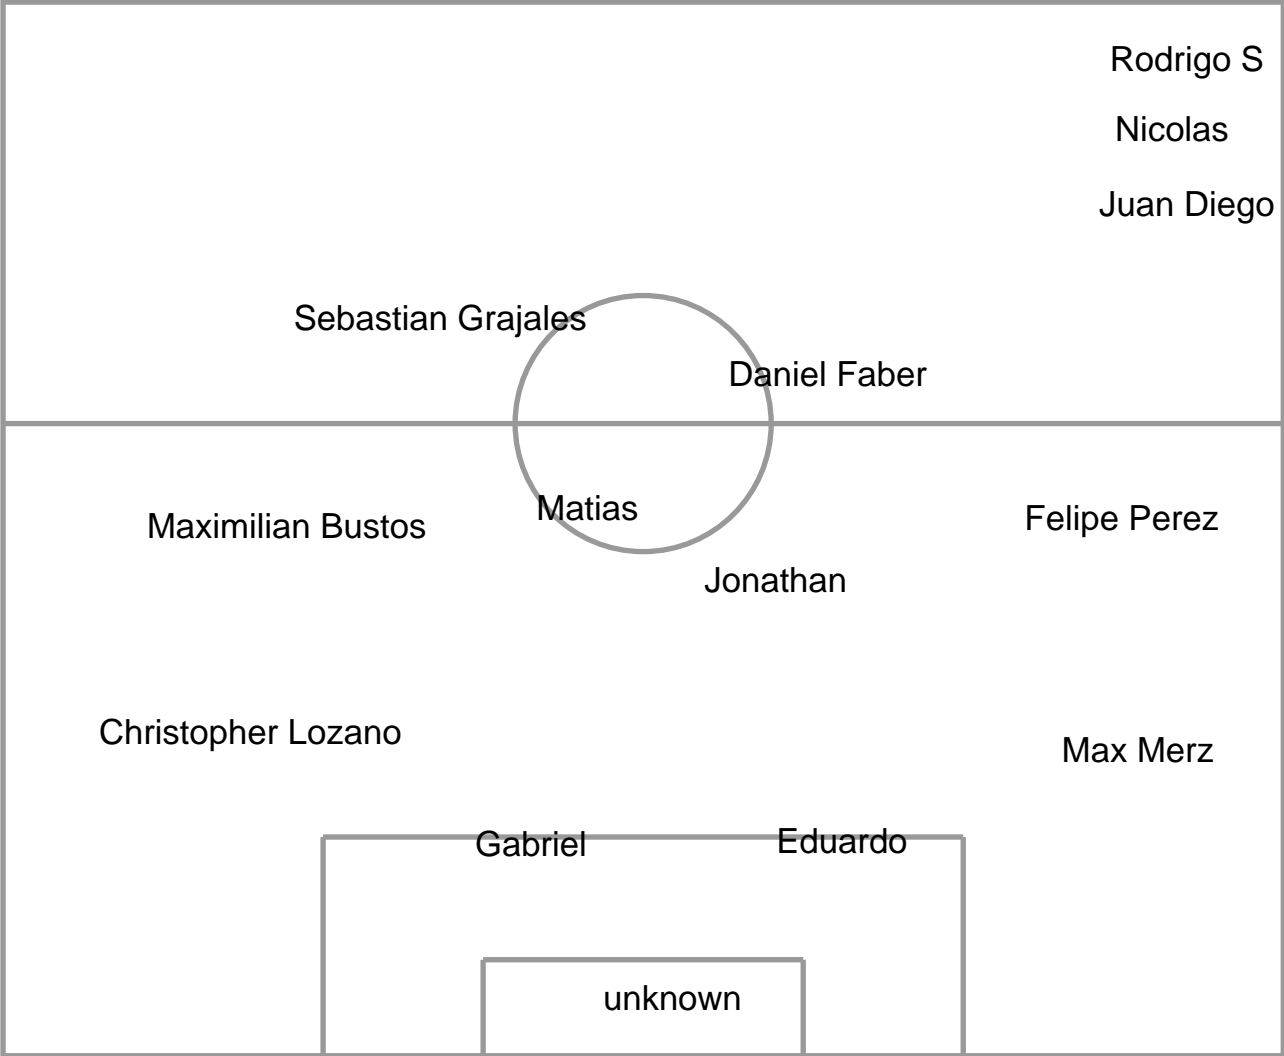 Rodrigo S
Nicolas
Juan Diego
Sebastian Grajales
Daniel Faber
Matias
Felipe Perez
Maximilian Bustos
Jonathan
Christopher Lozano
Max Merz
Gabriel
Eduardo
unknown